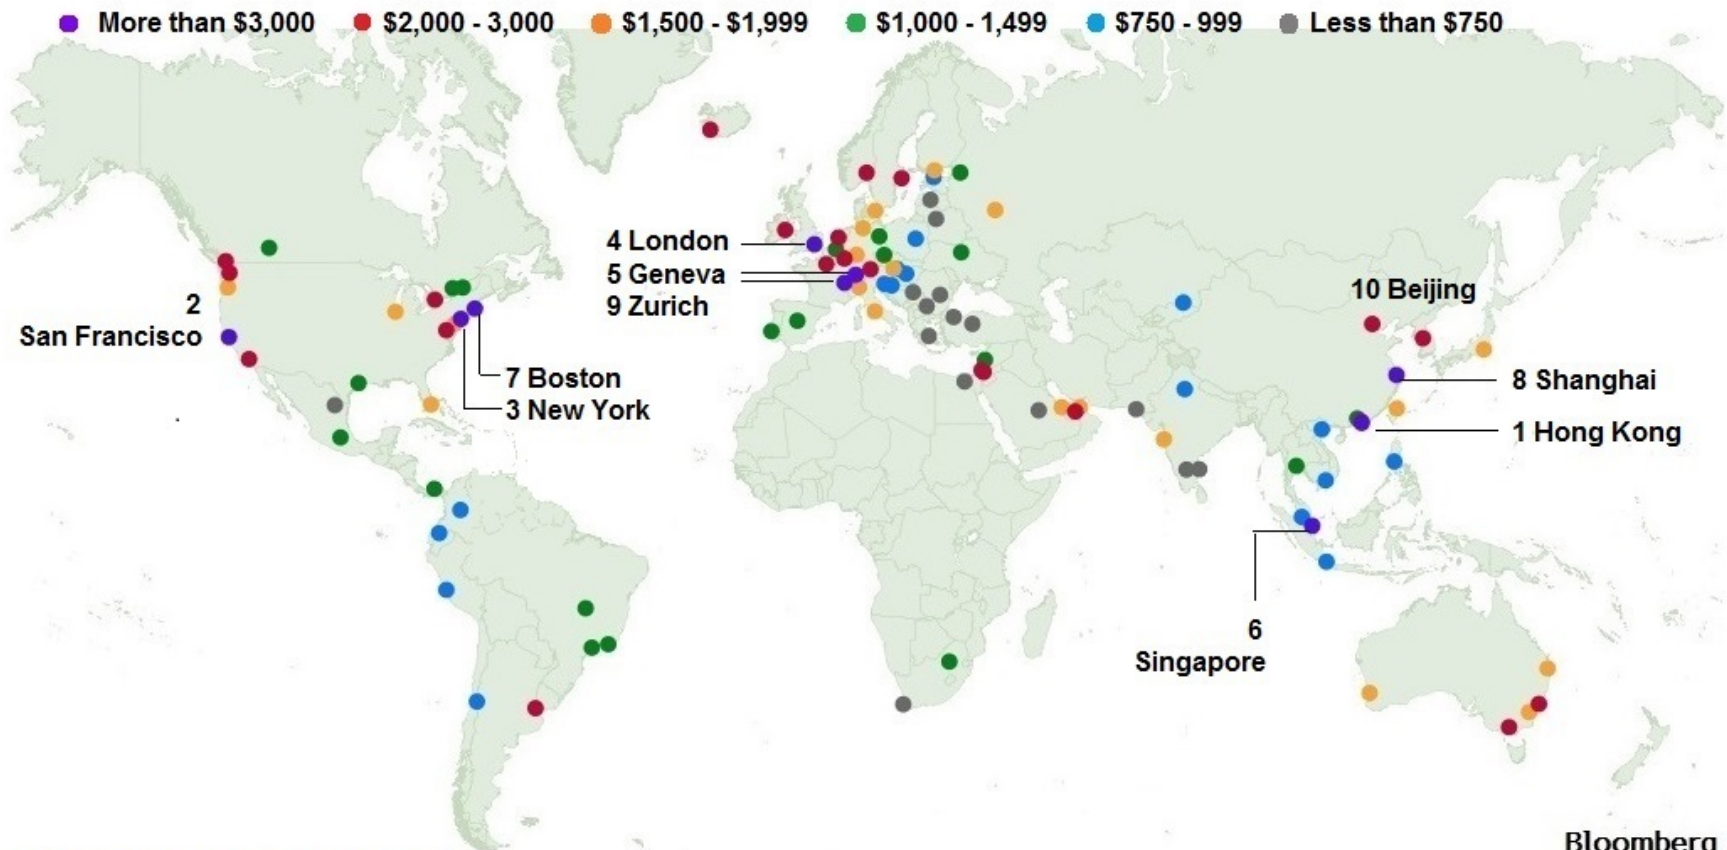 More than $3,000 $2,000 - 3,000 $1,500 - $1,999 $1,000 - 1,499 $750 - 999 Less than $750
4 London
5 Geneva
9 Zurich
2
San Francisco
7 Boston
3 New York
10 Beijing
8 Shanghai
1 Hong Kong
6
Singapore
Bloomberg